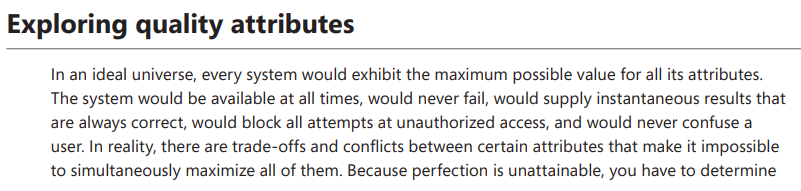 Exploring quality attributes
In an ideal universe, every system would exhibit the maximum possible value for all its attributes.
The system would be available at all times, would never fail, would supply instantaneous results that
are always correct, would block all attempts at unauthorized access, and would never confuse a
user. In reality, there are trade-offs and conflicts between certain attributes that make it impossible
to simultaneously maximize all of them. Because perfection is unattainable, you have to determine